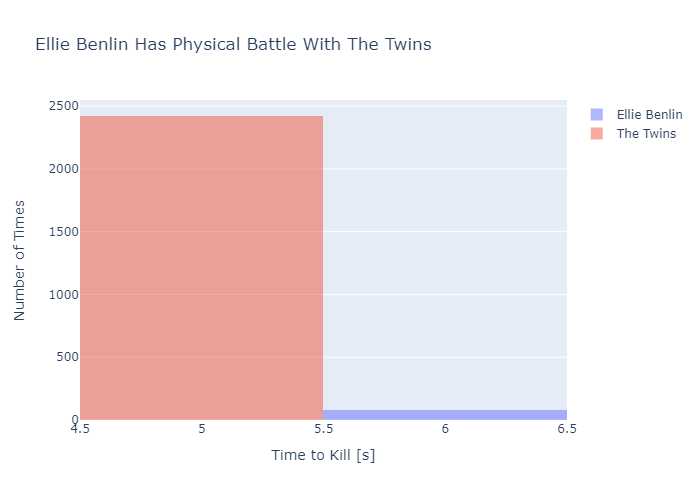 Ellie Benlin Has Physical Battle With The Twins
Ellie Benlin
The Twins
Number of Times
2500
2000
1500
1000
500
0
4.5 5 5.5 6 6.5
Time to Kill [s]